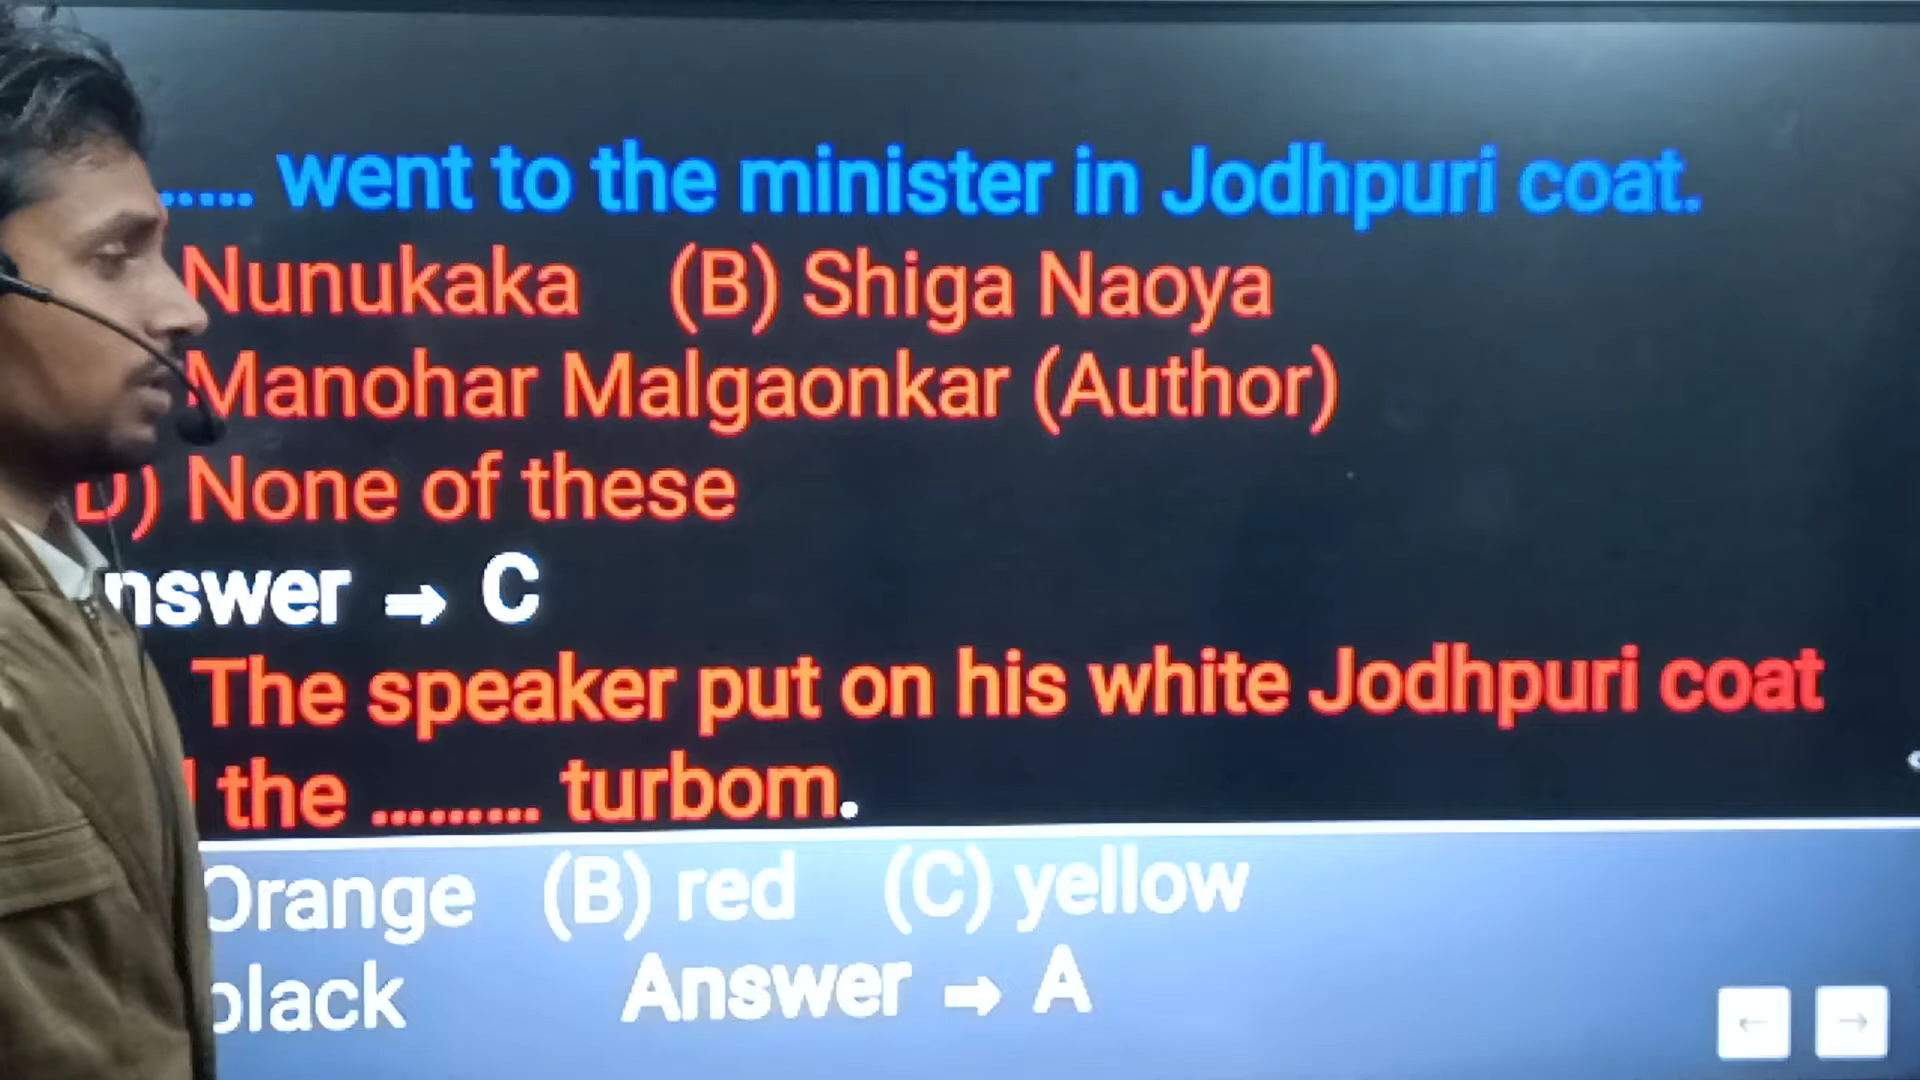 ..... went to the minister in Jodhpuri coat.
Nunukaka (B) Shiga Naoya
Manohar Malgaonkar (Author)
D) None of these
nswer → C
The speaker put on his white Jodhpuri coat
the ......... turbom.
Orange (B) red (C) yellow
black Answer → A
← →